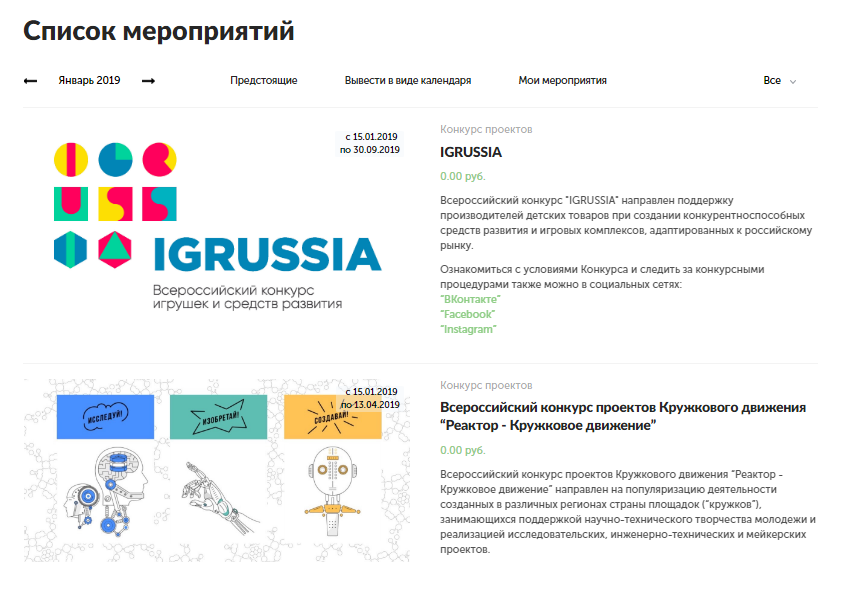 Список мероприятий
Январь 2019
Предстоящие
Вывести в виде календаря
Мои мероприятия
Все
с 15.01.2019
по 30.09.2019
IGRUSSIA
Всероссийский конкурс
игрушек и средств развития
Конкурс проектов
IGRUSSIA
0.00 руб.
Всероссийский конкурс "IGRUSSIA" направлен поддержку
производителей детских товаров при создании конкурентноспособных
средств развития и игровых комплексов, адаптированных к российскому
рынку.
Ознакомиться с условиями Конкурса и следить за конкурсными
процедурами также можно в социальных сетях:
"ВКонтакте"
"Facebook"
"Instagram"
с 15.01.2019
по 13.04.2019
ИССЛЕДУЙ!
ИЗОБРЕТАЙ!
СОЗДАВАЙ!
Конкурс проектов
Всероссийский конкурс проектов Кружкового движения
“Реактор - Кружковое движение”
0.00 руб.
Всероссийский конкурс проектов Кружкового движения “Реактор -
Кружковое движение” направлен на популяризацию деятельности
созданных в различных регионах страны площадок (“кружков”),
занимающихся поддержкой научно-технического творчества молодежи и
реализацией исследовательских, инженерно-технических и мейкерских
проектов.